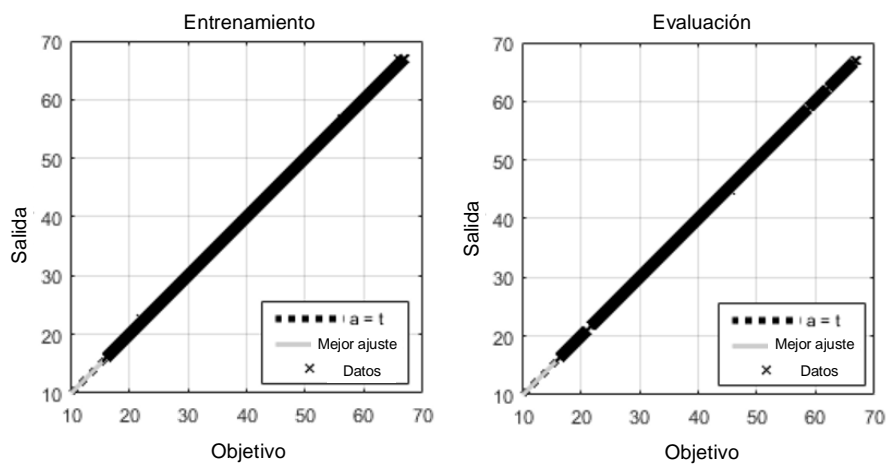 Entrenamiento
70
60
50
40
30
20
10
Salida
a = t
Mejor ajuste
Datos
10 20 30 40 50 60 70
Objetivo
Evaluación
70
60
50
40
30
20
10
Salida
a = t
Mejor ajuste
Datos
10 20 30 40 50 60 70
Objetivo